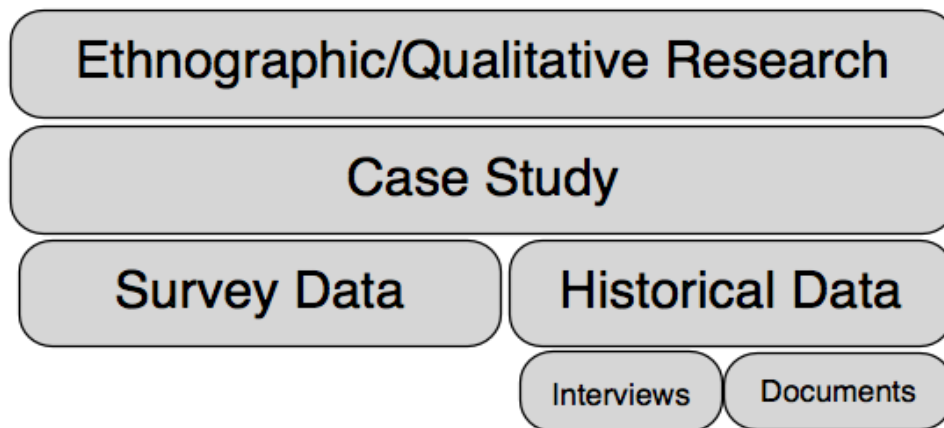 Ethnographic/Qualitative Research
Case Study
Survey Data
Historical Data
Interviews
Documents